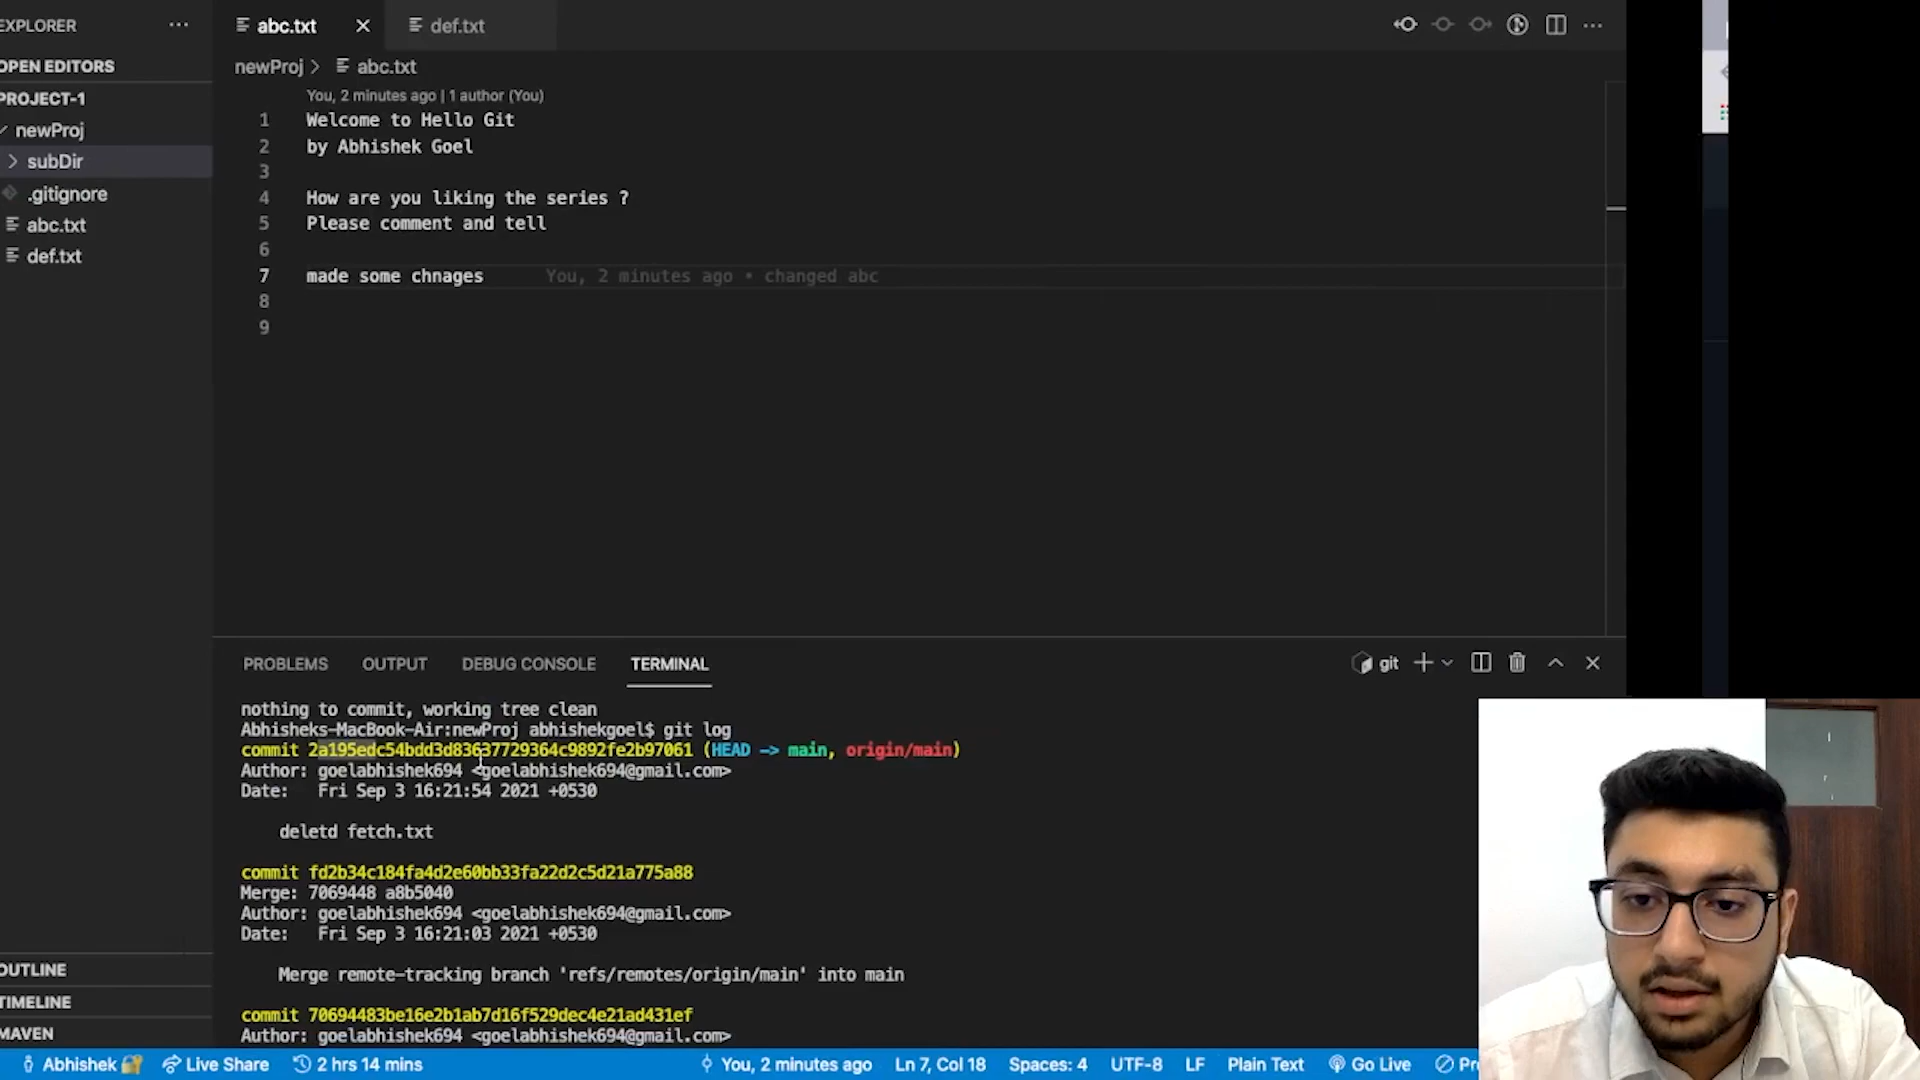 EXPLORER
OPEN EDITORS
PROJECT-1
newProj
subDir
.gitignore
abc.txt
def.txt
OUTLINE
TIMELINE
MAVEN
abc.txt
def.txt
newProj > abc.txt
You, 2 minutes ago | 1 author (You)
1 Welcome to Hello Git
2 by Abhishek Goel
3
4 How are you liking the series ?
5 Please comment and tell
6
7 made some chnages You, 2 minutes ago • changed abc
8
9
PROBLEMS OUTPUT DEBUG CONSOLE TERMINAL
git
nothing to commit, working tree clean
Abhisheks-MacBook-Air:newProj abhishekgoel$ git log
commit 2a195edc54bdd3d83637729364c9892fe2b97061 (HEAD -> main, origin/main)
Author: goelabhishek694 <goelabhishek694@gmail.com>
Date: Fri Sep 3 16:21:54 2021 +0530
deletd fetch.txt
commit fd2b34c184fa4d2e60bb33fa22d2c5d21a775a88
Merge: 7069448 a8b5040
Author: goelabhishek694 <goelabhishek694@gmail.com>
Date: Fri Sep 3 16:21:03 2021 +0530
Merge remote-tracking branch 'refs/remotes/origin/main' into main
commit 70694483be16e2b1ab7d16f529dec4e21ad431ef
Author: goelabhishek694 <goelabhishek694@gmail.com>
Abhishek Live Share 2 hrs 14 mins You, 2 minutes ago Ln 7, Col 18 Spaces: 4 UTF-8 LF Plain Text Go Live